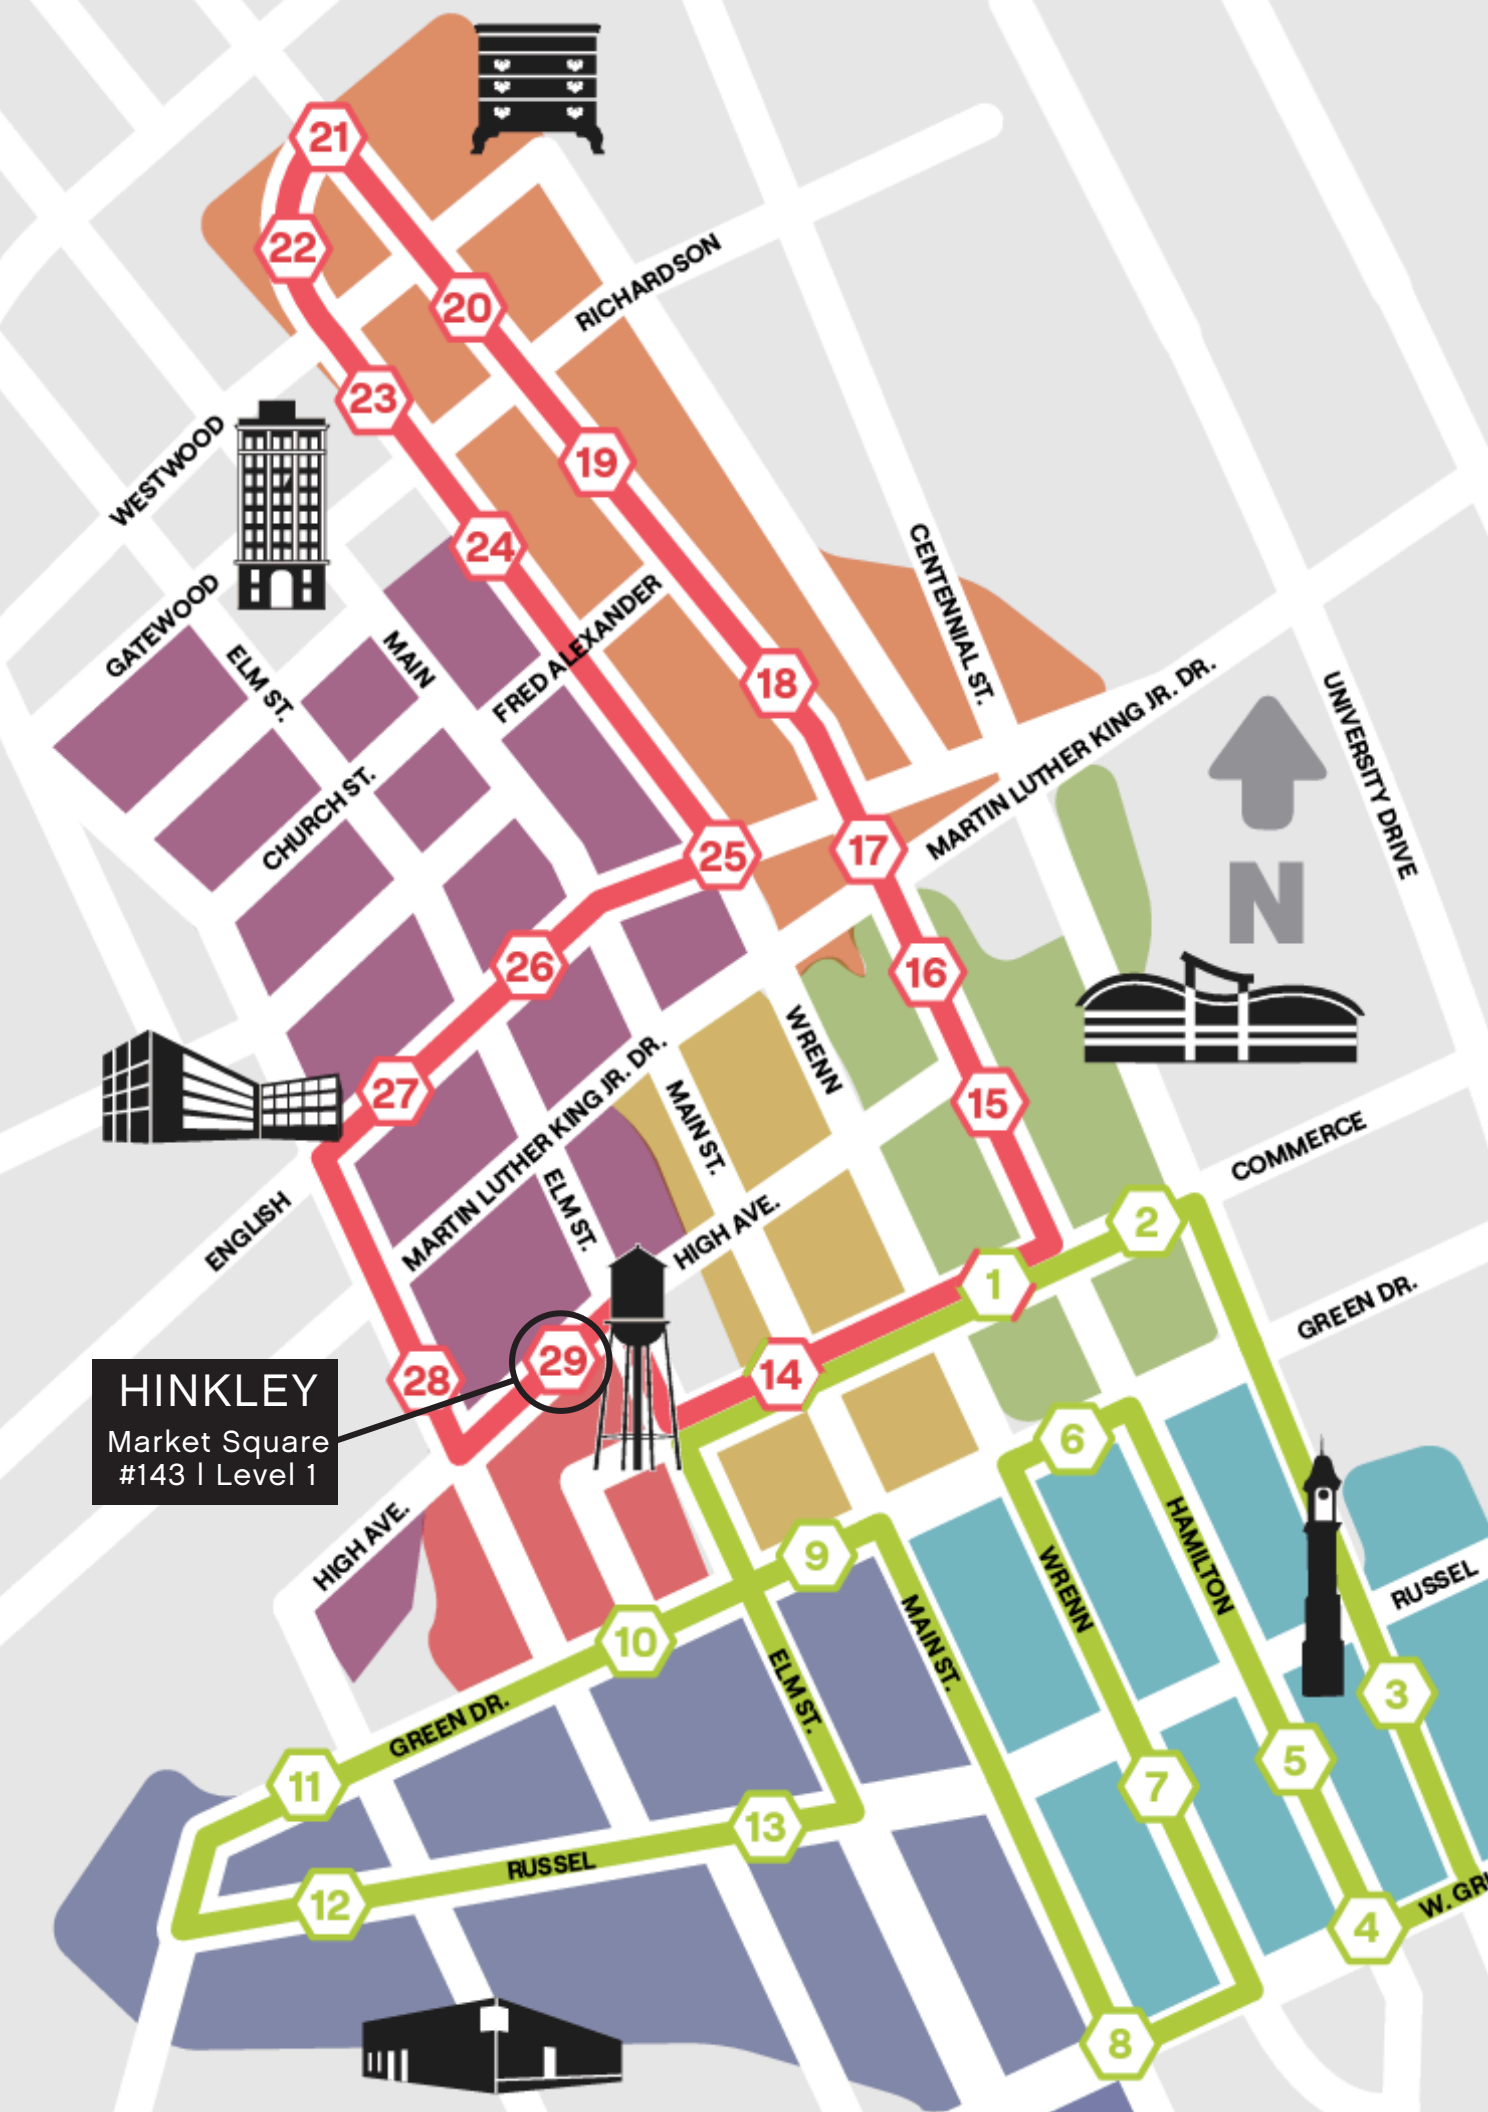 21
22
20
RICHARDSON
23
WESTWOOD
19
24
CENTENNIAL ST.
GATEWOOD
ELM ST.
MAIN
FRED ALEXANDER
18
MARTIN LUTHER KING JR. DR.
UNIVERSITY DRIVE
CHURCH ST.
25
17
N
26
16
WRENN
27
MARTIN LUTHER KING JR. DR.
MAIN ST.
15
COMMERCE
ENGLISH
ELM ST.
HIGH AVE.
2
1
GREEN DR.
29
28
14
HINKLEY
Market Square
#143 | Level 1
6
HIGH AVE.
HAMILTON
9
WRENN
RUSSEL
10
MAIN ST.
ELM ST.
3
GREEN DR.
5
11
7
13
RUSSEL
12
4
W. GR
8